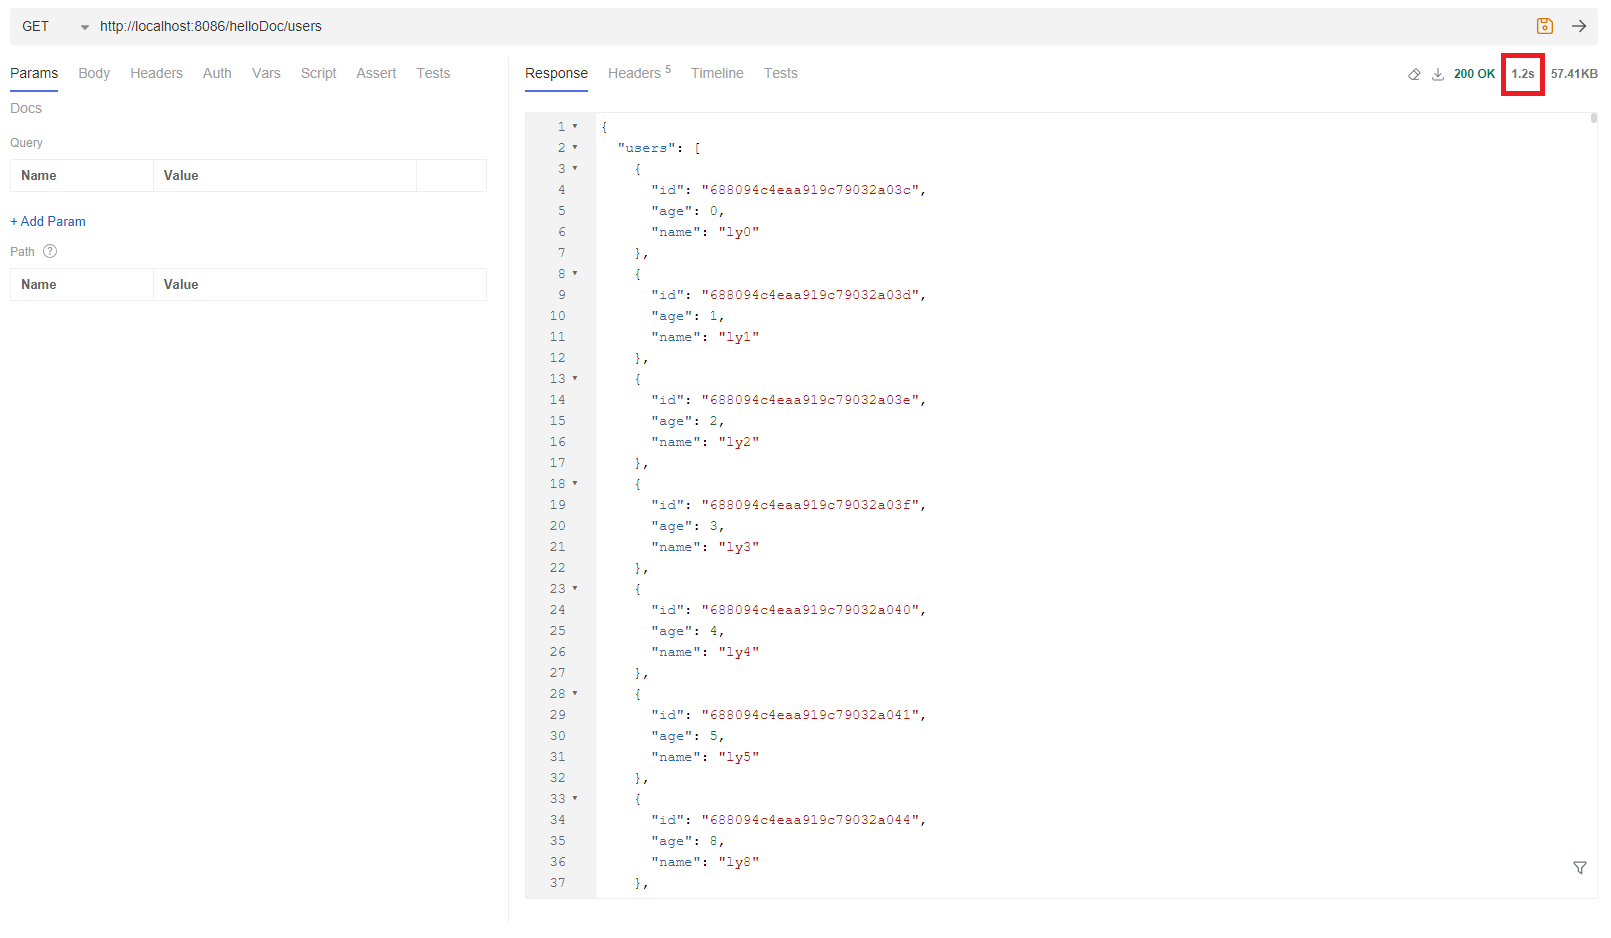 GET http://localhost:8086/helloDoc/users
Params Body Headers Auth Vars Script Assert Tests
Docs
Query
Name Value
+ Add Param
Path ?
Name Value
Response Headers 5 Timeline Tests 200 OK 1.2s 57.41KB
1 {
2 "users": [
3 {
4 "id": "688094c4eaa919c79032a03c",
5 "age": 0,
6 "name": "ly0"
7 },
8 {
9 "id": "688094c4eaa919c79032a03d",
10 "age": 1,
11 "name": "ly1"
12 },
13 {
14 "id": "688094c4eaa919c79032a03e",
15 "age": 2,
16 "name": "ly2"
17 },
18 {
19 "id": "688094c4eaa919c79032a03f",
20 "age": 3,
21 "name": "ly3"
22 },
23 {
24 "id": "688094c4eaa919c79032a040",
25 "age": 4,
26 "name": "ly4"
27 },
28 {
29 "id": "688094c4eaa919c79032a041",
30 "age": 5,
31 "name": "ly5"
32 },
33 {
34 "id": "688094c4eaa919c79032a044",
35 "age": 8,
36 "name": "ly8"
37 },